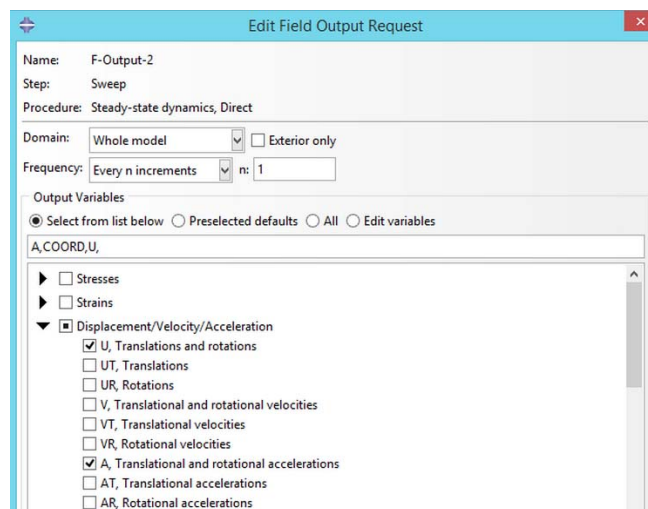 Edit Field Output Request
Name: F-Output-2
Step: Sweep
Procedure: Steady-state dynamics, Direct
Domain: Whole model Exterior only
Frequency: Every n increments n: 1
Output Variables
Select from list below Preselected defaults All Edit variables
A,COORD,U,
Stresses
Strains
Displacement/Velocity/Acceleration
U, Translations and rotations
UT, Translations
UR, Rotations
V, Translational and rotational velocities
VT, Translational velocities
VR, Rotational velocities
A, Translational and rotational accelerations
AT, Translational accelerations
AR, Rotational accelerations